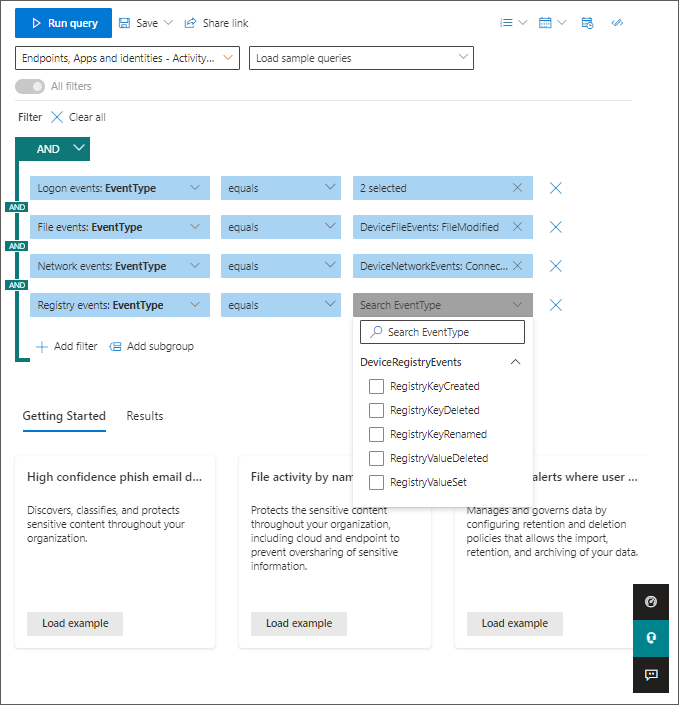 Run query Save Share link
Endpoints, Apps and identities - Activity... Load sample queries
All filters
Filter Clear all
AND
Logon events: EventType equals 2 selected
AND
File events: EventType equals DeviceFileEvents: FileModified
AND
Network events: EventType equals DeviceNetworkEvents: Connec...
AND
Registry events: EventType equals Search EventType
Search EventType
Add filter Add subgroup
DeviceRegistryEvents
RegistryKeyCreated
RegistryKeyDeleted
RegistryKeyRenamed
RegistryValueDeleted
RegistryValueSet
Getting Started Results
High confidence phish email d...
Discovers, classifies, and protects
sensitive content throughout your
organization.
Load example
File activity by nam
Protects the sensitive content
throughout your organization,
including cloud and endpoint to
prevent oversharing of sensitive
information.
Load example
alerts where user ...
Manages and governs data by
configuring retention and deletion
policies that allows the import,
retention, and archiving of your data.
Load example